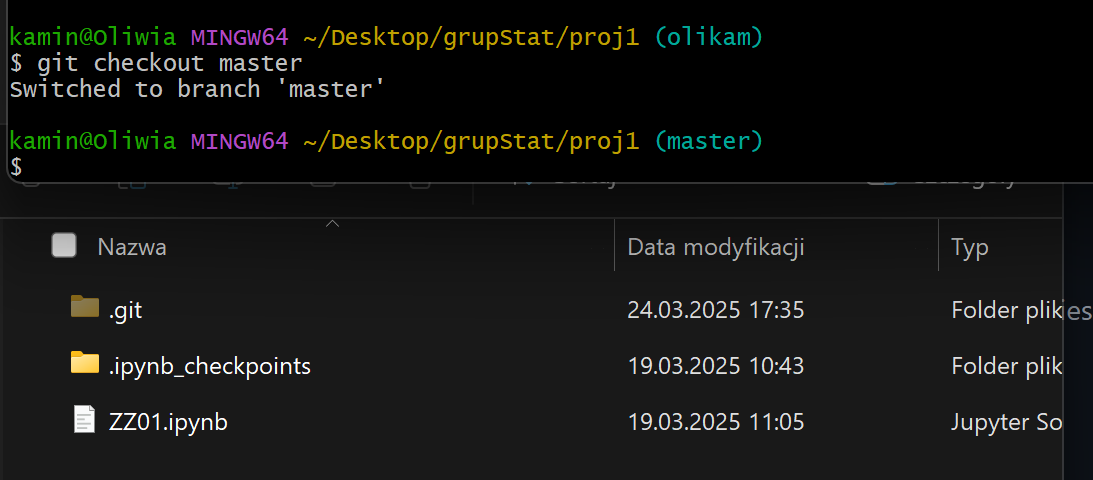 kamin@Oliwia MINGW64 ~/Desktop/grupStat/proj1 (olikam)
$ git checkout master
Switched to branch 'master'
kamin@Oliwia MINGW64 ~/Desktop/grupStat/proj1 (master)
$
Nazwa Data modyfikacji Typ
.git 24.03.2025 17:35 Folder plik
.ipynb_checkpoints 19.03.2025 10:43 Folder plik
ZZ01.ipynb 19.03.2025 11:05 Jupyter So